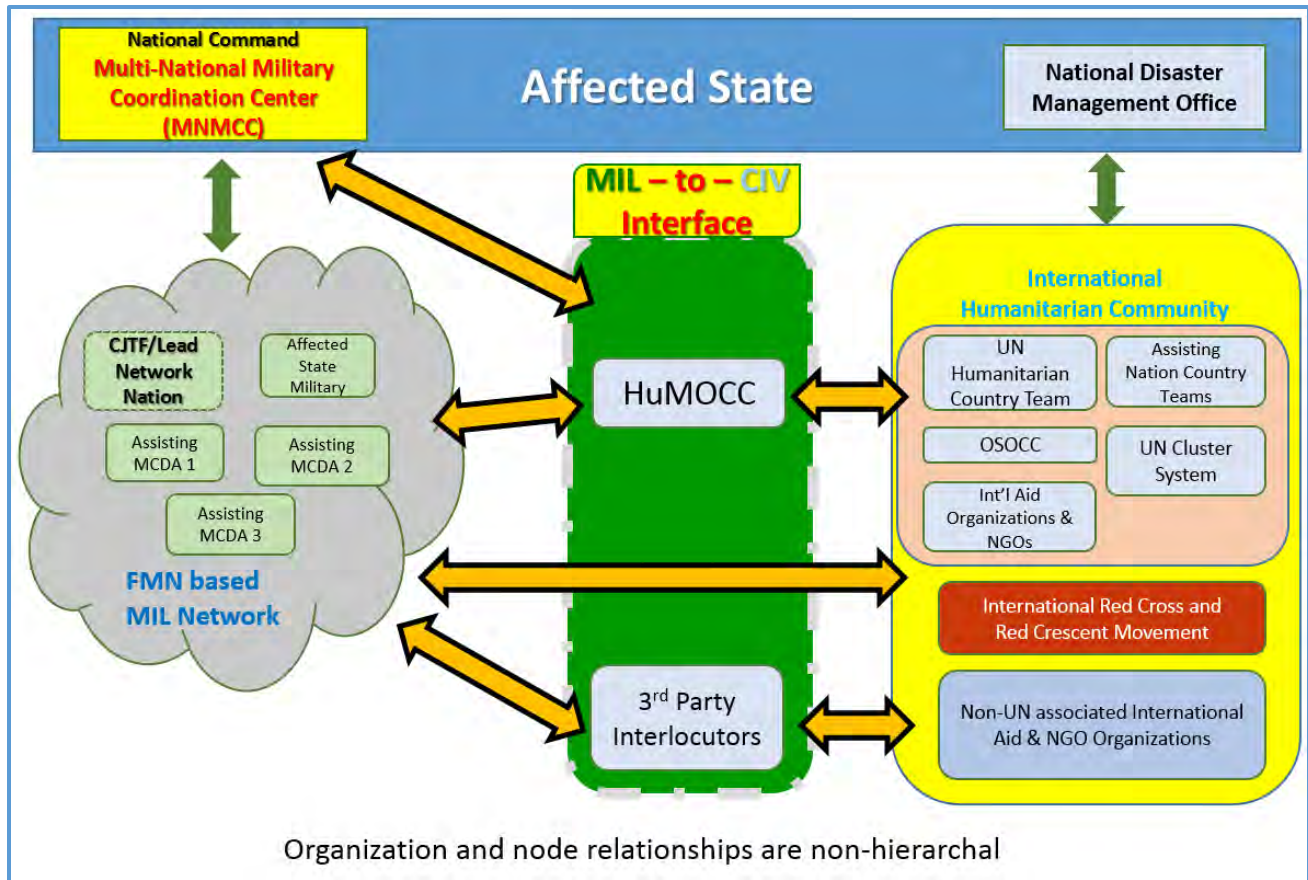 National Command
Multi-National Military
Coordination Center
(MNMCC)
Affected State
National Disaster
Management Office
MIL – to – CIV
Interface
CJTF/Lead
Network
Nation
Affected
State
Military
Assisting
MCDA 1
Assisting
MCDA 2
Assisting
MCDA 3
FMN based
MIL Network
HuMOCC
3rd Party
Interlocutors
International
Humanitarian Community
UN
Humanitarian
Country Team
Assisting
Nation Country
Teams
OSOCC
UN Cluster
System
Int'l Aid
Organizations &
NGOs
International Red Cross and
Red Crescent Movement
Non-UN associated International
Aid & NGO Organizations
Organization and node relationships are non-hierarchal